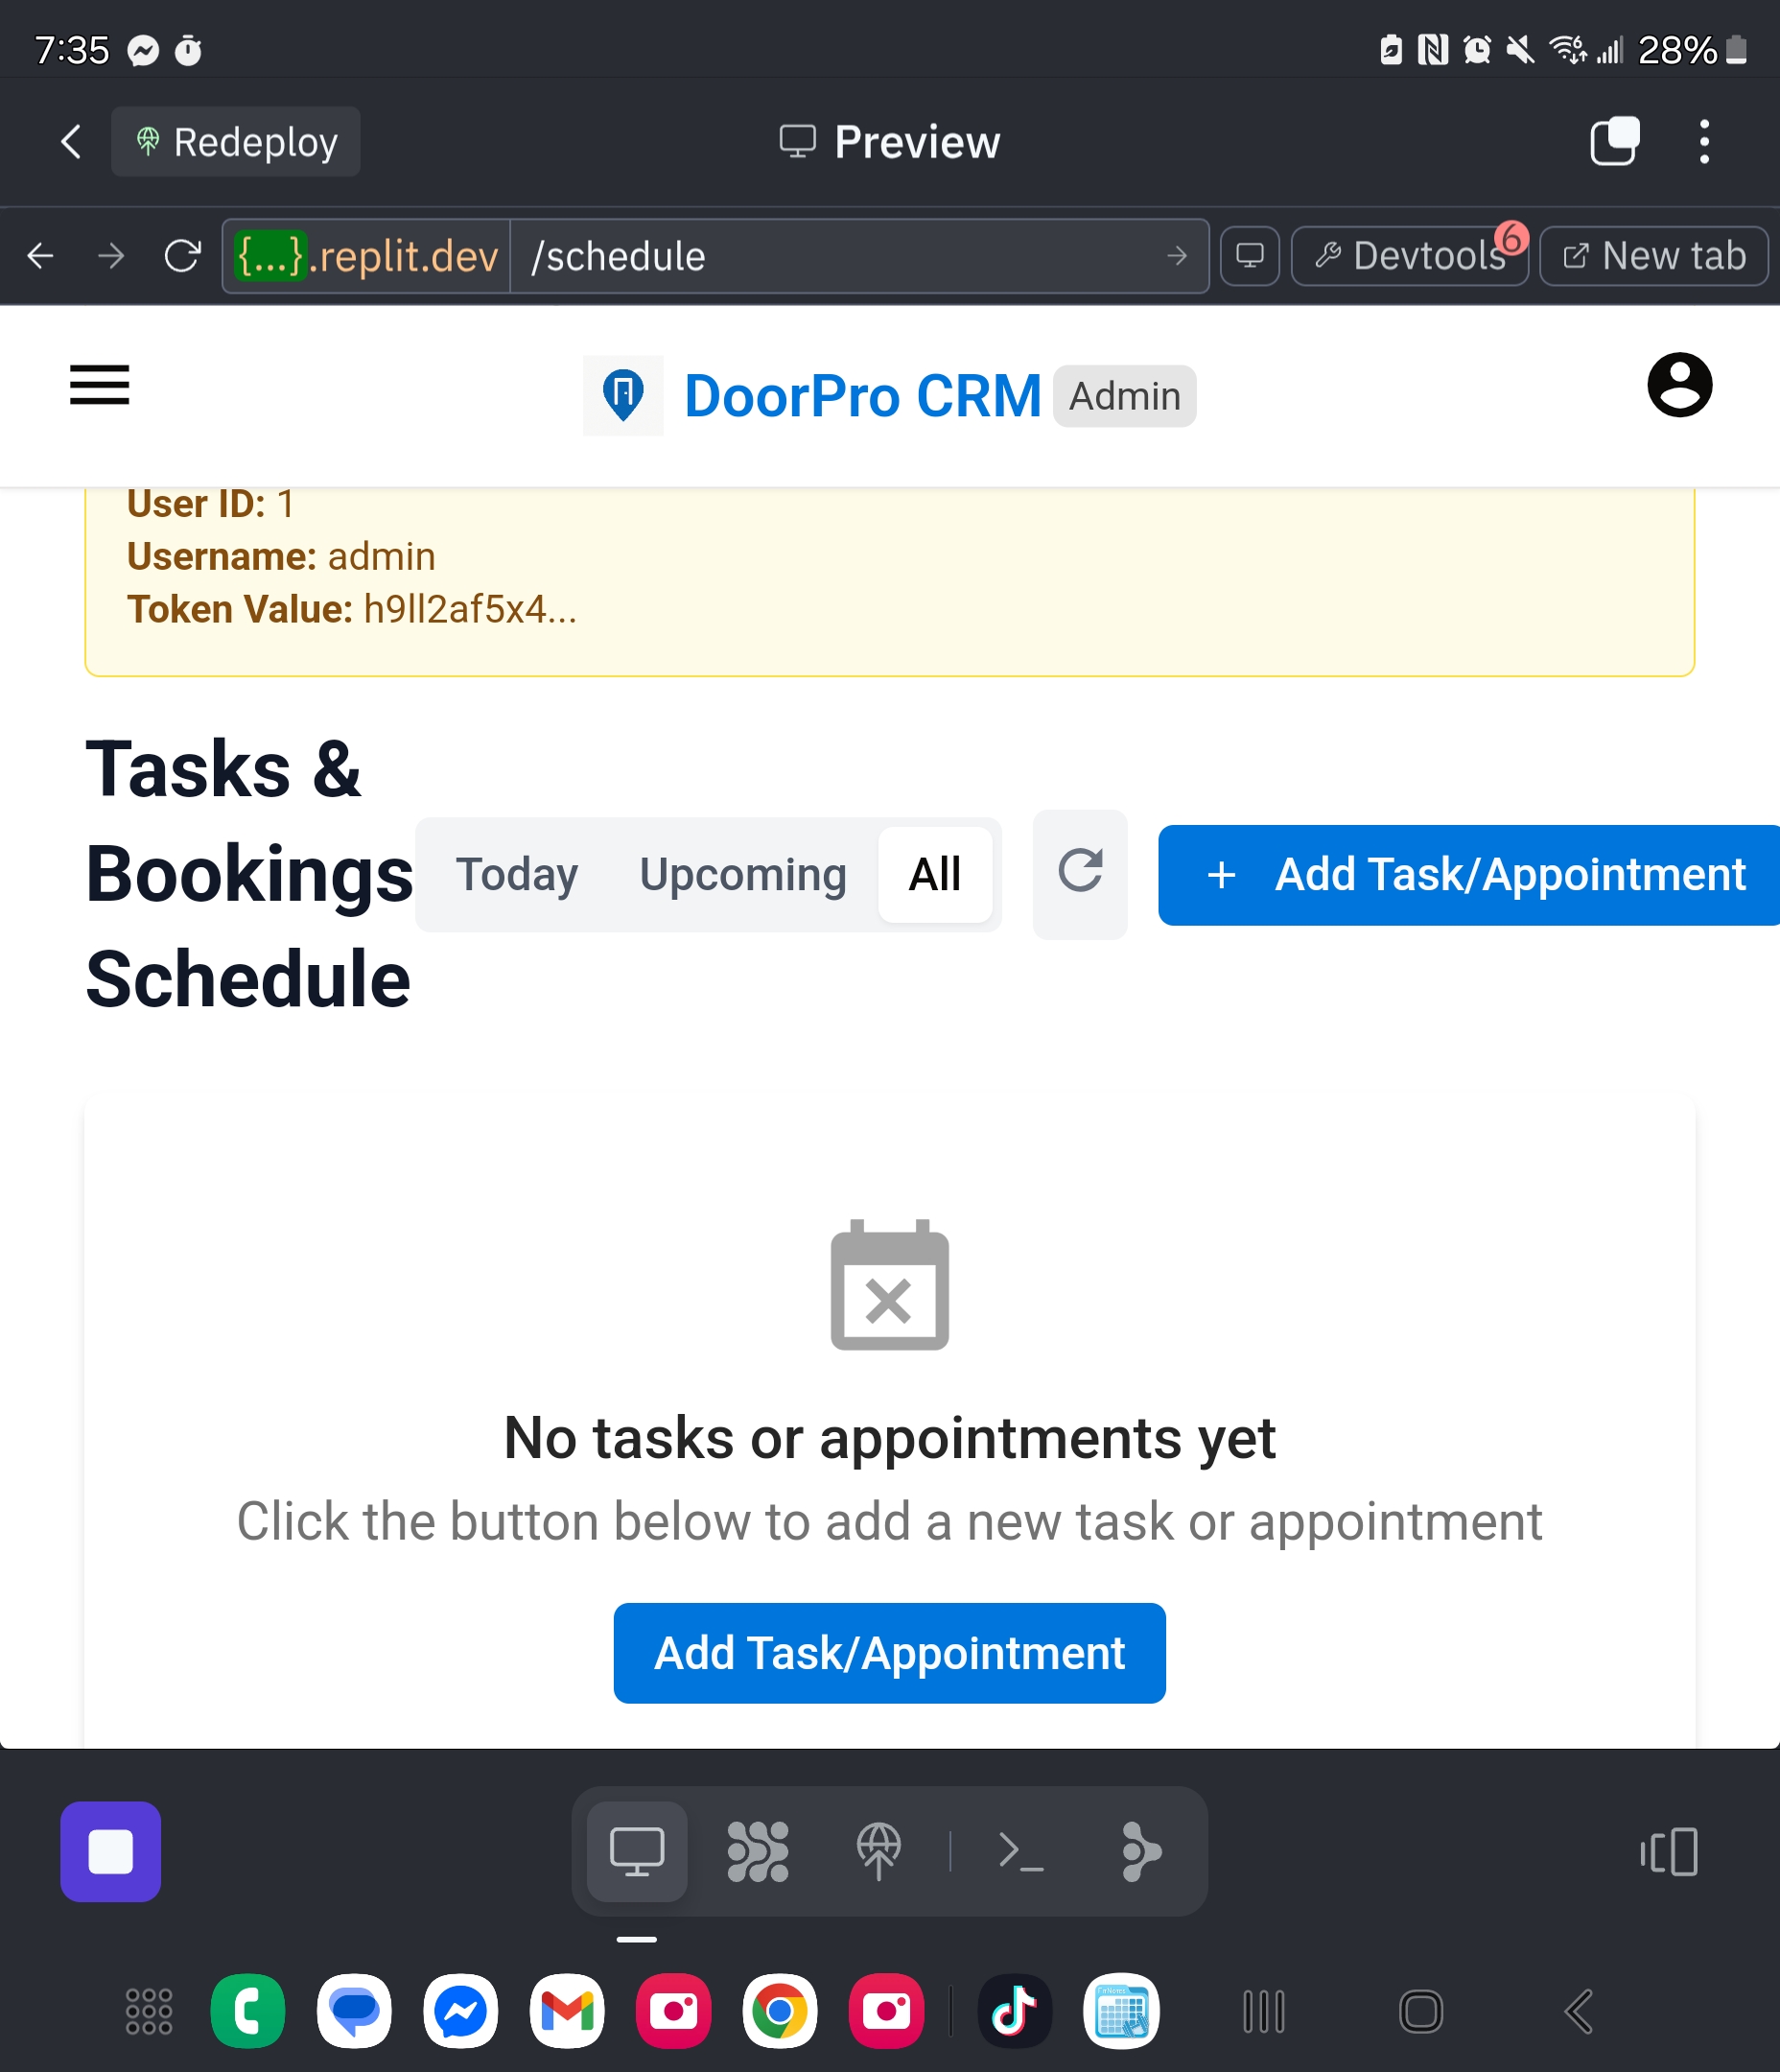 7:35
28%
Redeploy
Preview
{...}.replit.dev
/schedule
Devtools
6
New tab
DoorPro CRM
Admin
User ID: 1
Username: admin
Token Value: h9ll2af5x4...
Tasks &
Bookings
Schedule
Today
Upcoming
All
+ Add Task/Appointment
No tasks or appointments yet
Click the button below to add a new task or appointment
Add Task/Appointment